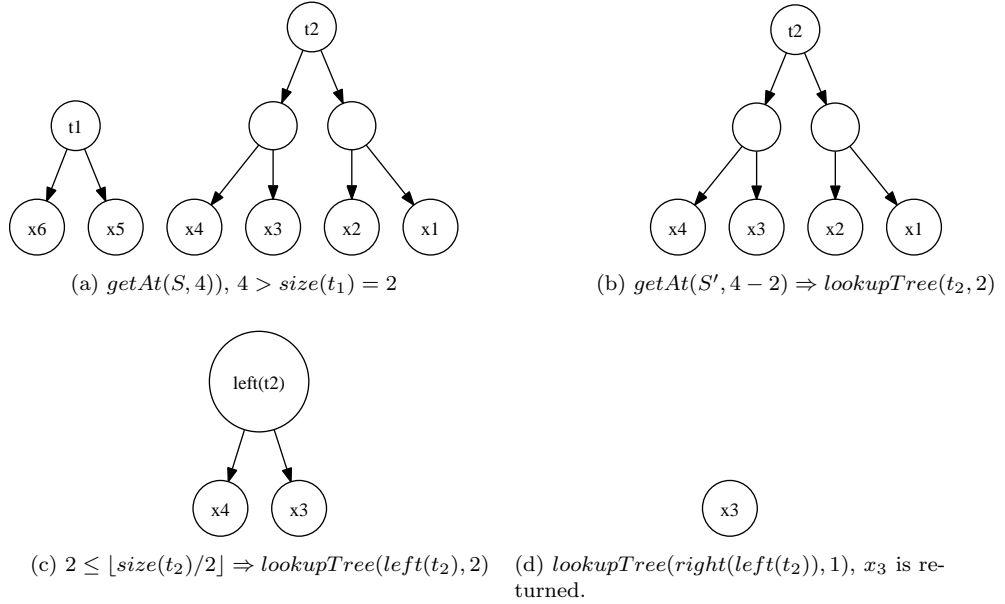 t2
t2
t1
x6 x5 x4 x3 x2 x1
x4 x3 x2 x1
(a) getAt(S, 4)), 4 > size(t₁) = 2
(b) getAt(S′, 4 − 2) ⇒ lookupTree(t₂, 2)
left(t2)
x4 x3
x3
(c) 2 ≤ ⌊size(t₂)/2⌋ ⇒ lookupTree(left(t₂), 2)
(d) lookupTree(right(left(t₂)), 1), x₃ is re-
turned.